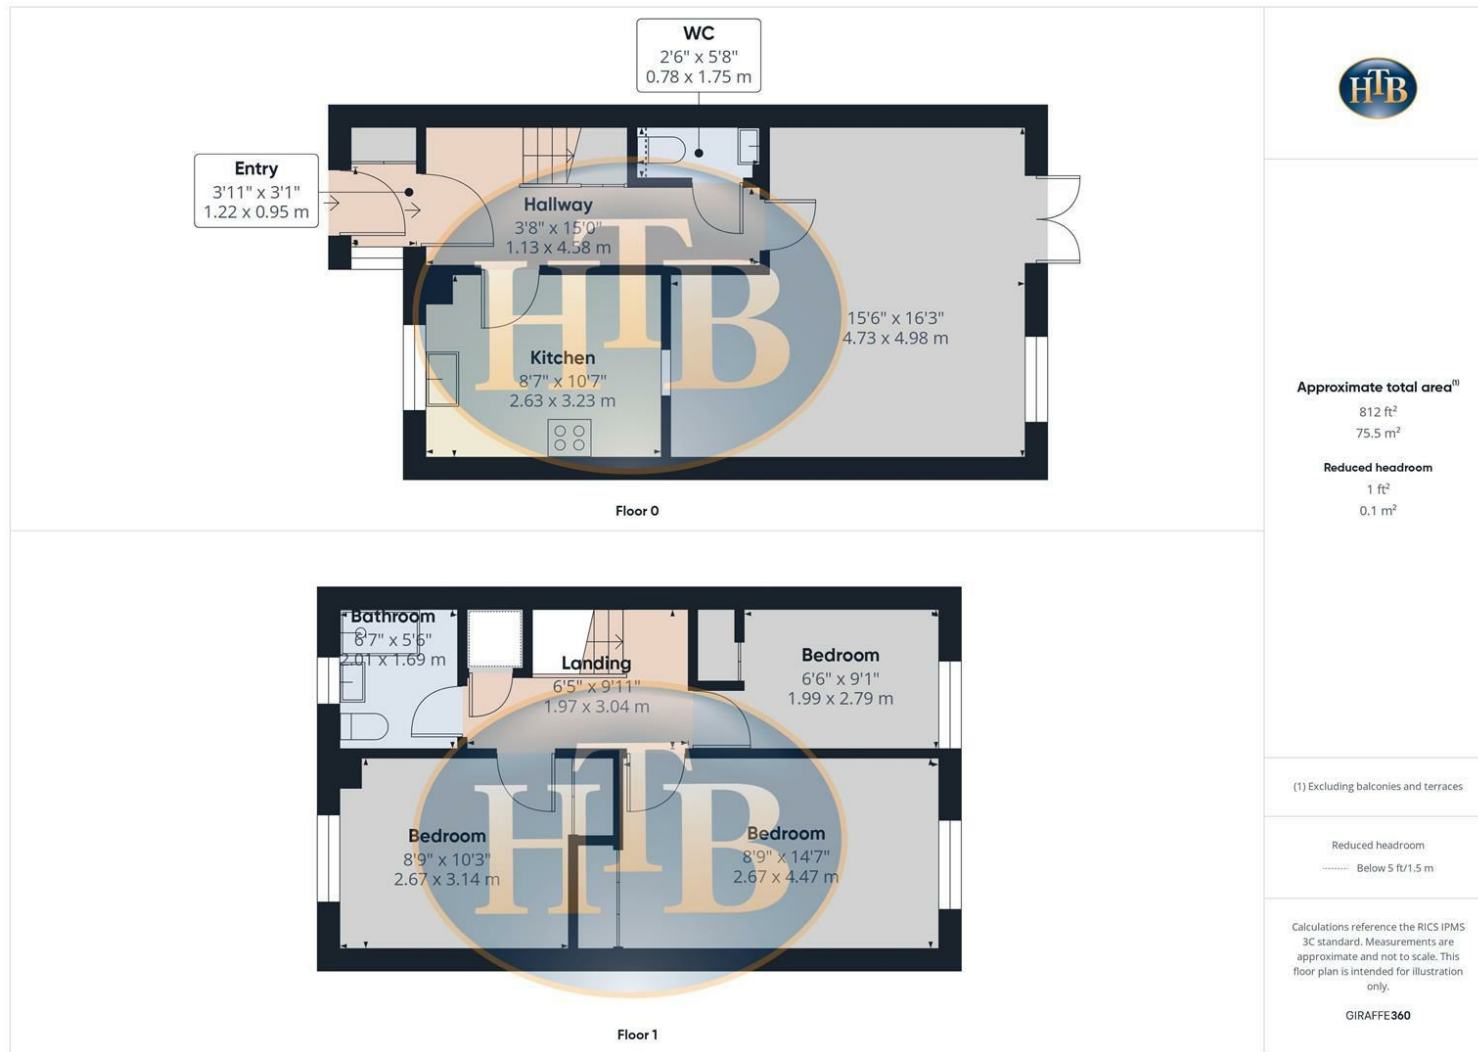 WC
2'6" x 5'8"
0.78 x 1.75 m
Entry
3'11" x 3'1"
1.22 x 0.95 m
Hallway
3'8" x 15'0"
1.13 x 4.58 m
15'6" x 16'3"
4.73 x 4.98 m
Kitchen
8'7" x 10'7"
2.63 x 3.23 m
HTB
Floor 0
Bathroom
6'7" x 5'6"
2.01 x 1.69 m
Landing
6'5" x 9'11"
1.97 x 3.04 m
Bedroom
6'6" x 9'1"
1.99 x 2.79 m
Bedroom
8'9" x 10'3"
2.67 x 3.14 m
Bedroom
8'9" x 14'7"
2.67 x 4.47 m
HTB
Floor 1
HTB
Approximate total area(1)
812 ft²
75.5 m²
Reduced headroom
1 ft²
0.1 m²
(1) Excluding balconies and terraces
Reduced headroom
Below 5 ft/1.5 m
Calculations reference the RICS IPMS
3C standard. Measurements are
approximate and not to scale. This
floor plan is intended for illustration
only.
GIRAFFE360